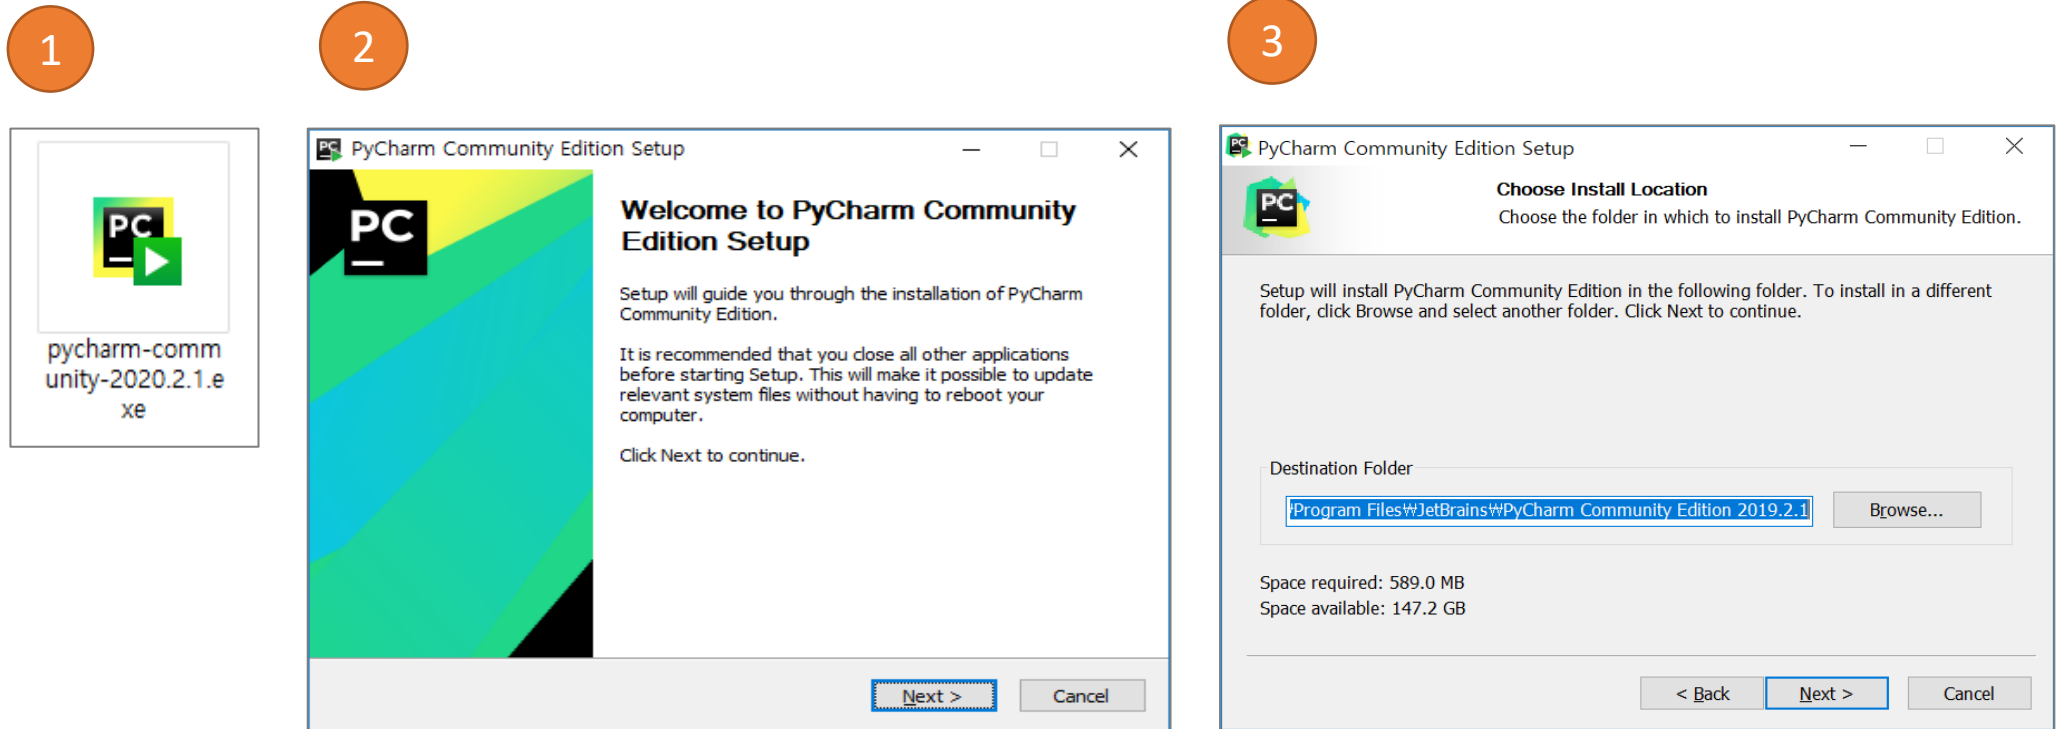 1
2
3
PC
pycharm-comm
unity-2020.2.1.e
xe
PyCharm Community Edition Setup
PC
Welcome to PyCharm Community
Edition Setup
Setup will guide you through the installation of PyCharm
Community Edition.
It is recommended that you close all other applications
before starting Setup. This will make it possible to update
relevant system files without having to reboot your
computer.
Click Next to continue.
Next >
Cancel
PyCharm Community Edition Setup
PC
Choose Install Location
Choose the folder in which to install PyCharm Community Edition.
Setup will install PyCharm Community Edition in the following folder. To install in a different
folder, click Browse and select another folder. Click Next to continue.
Destination Folder
Program Files₩JetBrains₩PyCharm Community Edition 2019.2.1
Browse...
Space required: 589.0 MB
Space available: 147.2 GB
< Back
Next >
Cancel